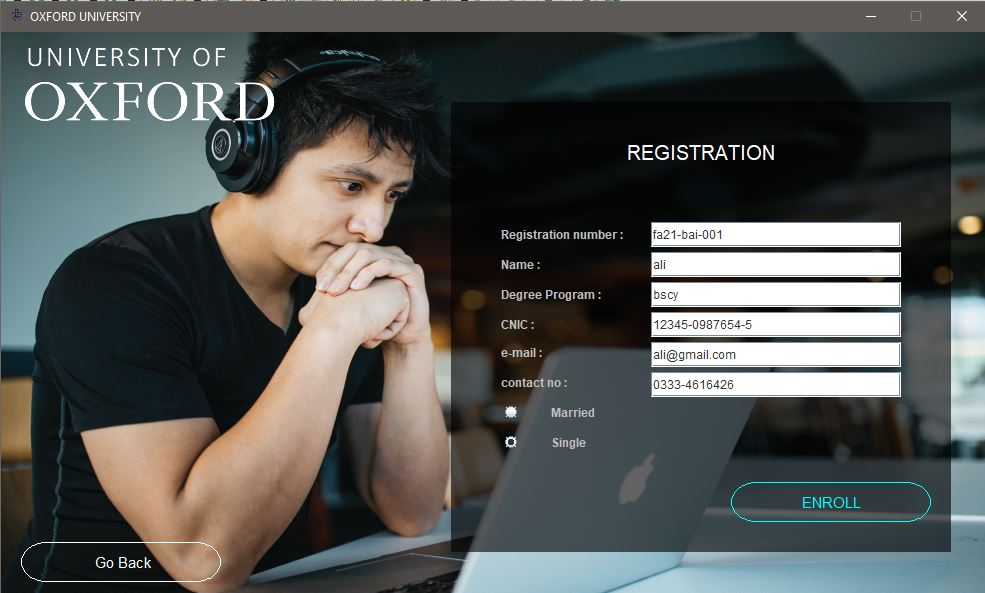 OXFORD UNIVERSITY
UNIVERSITY OF
OXFORD
REGISTRATION
Registration number : fa21-bai-001
Name : ali
Degree Program : bscy
CNIC : 12345-0987654-5
e-mail : ali@gmail.com
contact no : 0333-4616426
Married
Single
ENROLL
Go Back